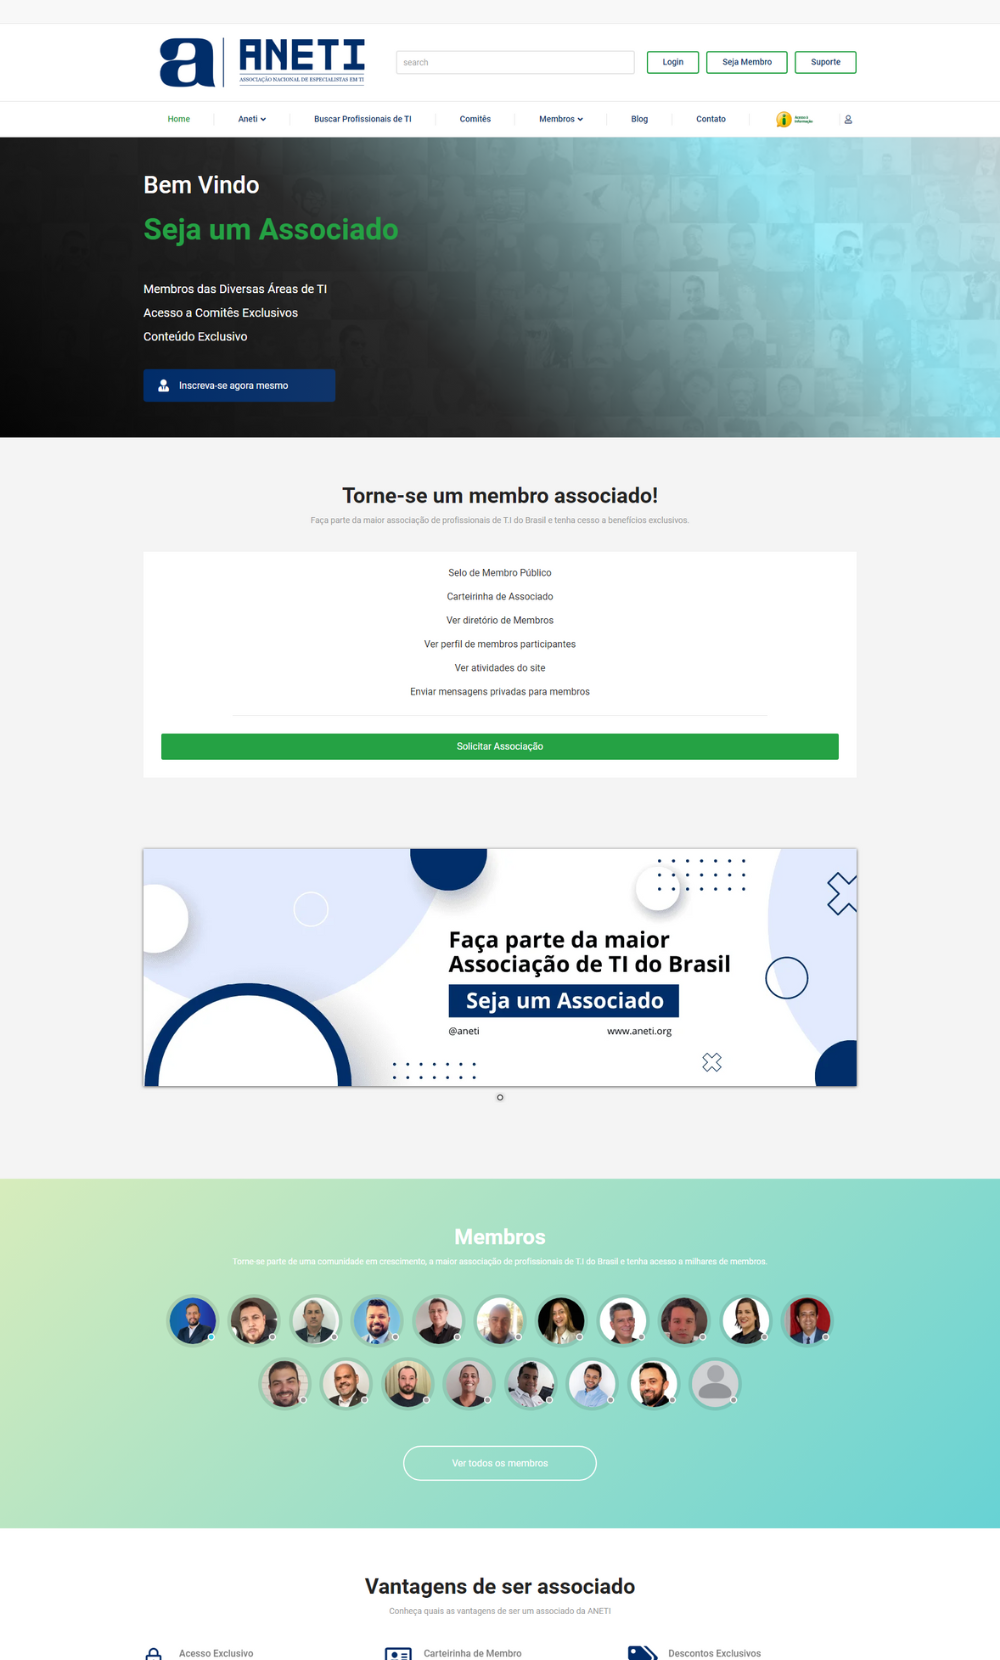 a ANETI
ASSOCIAÇÃO NACIONAL DE ESPECIALISTAS EM TI
search
Login
Seja Membro
Suporte
Home
Aneti
Buscar Profissionais de TI
Comitês
Membros
Blog
Contato
Acesso à
Informação
Bem Vindo
Seja um Associado
Membros das Diversas Áreas de TI
Acesso a Comitês Exclusivos
Conteúdo Exclusivo
Inscreva-se agora mesmo
Torne-se um membro associado!
Faça parte da maior associação de profissionais de T.I do Brasil e tenha cesso a benefícios exclusivos.
Selo de Membro Público
Carteirinha de Associado
Ver diretório de Membros
Ver perfil de membros participantes
Ver atividades do site
Enviar mensagens privadas para membros
Solicitar Associação
Faça parte da maior
Associação de TI do Brasil
Seja um Associado
@aneti
www.aneti.org
Membros
Torne-se parte de uma comunidade em crescimento, a maior associação de profissionais de T.I do Brasil e tenha acesso a milhares de membros.
Ver todos os membros
Vantagens de ser associado
Conheça quais as vantagens de ser um associado da ANETI
Acesso Exclusivo
Carteirinha de Membro
Descontos Exclusivos